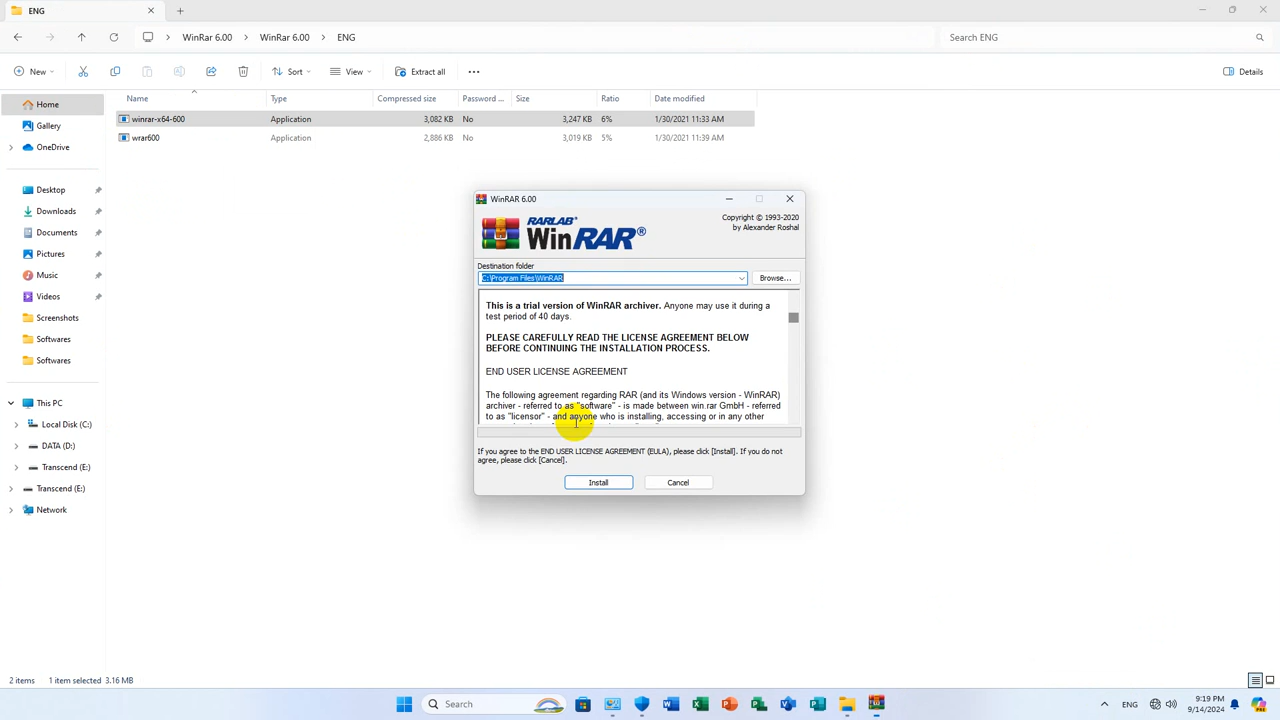 ENG
WinRar 6.00
WinRar 6.00
ENG
Search ENG
New
Sort
View
Extract all
Details
Name
Type
Compressed size
Password ...
Size
Ratio
Date modified
winrar-x64-600
Application
3,082 KB
No
3,247 KB
6%
1/30/2021 11:33 AM
wrar600
Application
2,886 KB
No
3,019 KB
5%
1/30/2021 11:39 AM
Home
Gallery
OneDrive
Desktop
Downloads
Documents
Pictures
Music
Videos
Screenshots
Softwares
Softwares
This PC
Local Disk (C:)
DATA (D:)
Transcend (E:)
Transcend (E:)
Network
WinRAR 6.00
RARLAB®
WinRAR®
Copyright © 1993-2020
by Alexander Roshal
Destination folder
C:\Program Files\WinRAR
Browse...
This is a trial version of WinRAR archiver. Anyone may use it during a
test period of 40 days.
PLEASE CAREFULLY READ THE LICENSE AGREEMENT BELOW
BEFORE CONTINUING THE INSTALLATION PROCESS.
END USER LICENSE AGREEMENT
The following agreement regarding RAR (and its Windows version - WinRAR)
archiver - referred to as "software" - is made between win.rar GmbH - referred
to as "licensor" - and anyone who is installing, accessing or in any other
If you agree to the END USER LICENSE AGREEMENT (EULA), please click [Install]. If you do not
agree, please click [Cancel].
Install
Cancel
2 items
1 item selected
3.16 MB
Search
ENG
9:19 PM
9/14/2024